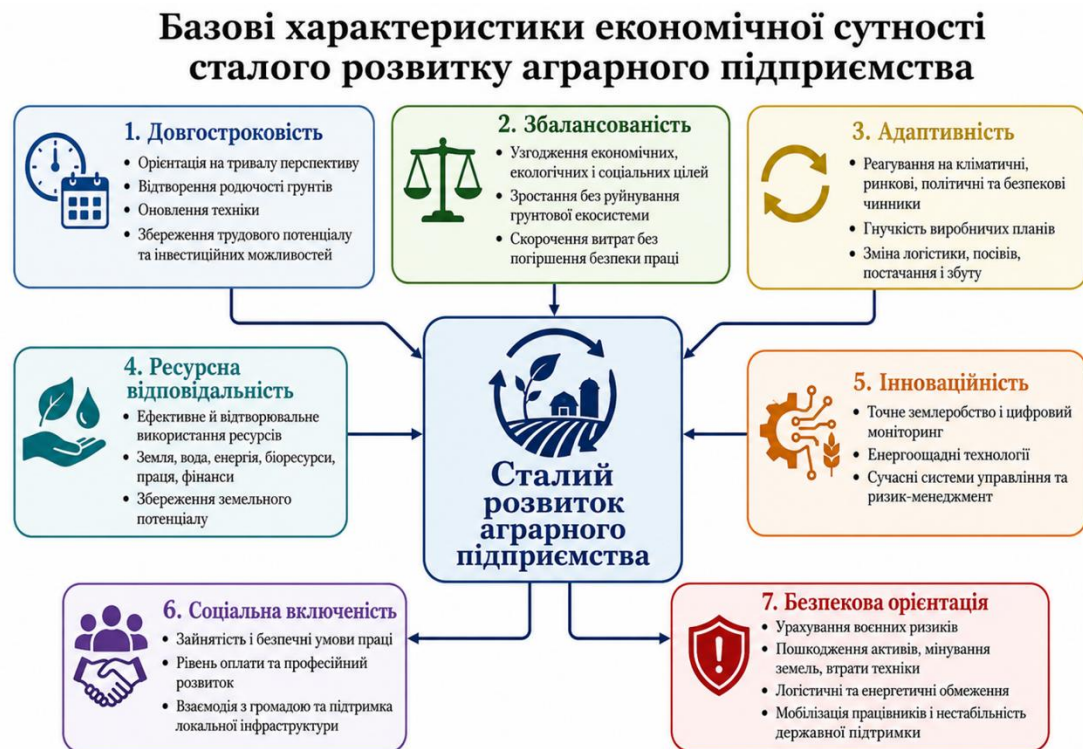 Базові характеристики економічної сутності
сталого розвитку аграрного підприємства
1. Довгостроковість
• Орієнтація на тривалу перспективу
• Відтворення родючості грунтів
• Оновлення техніки
• Збереження трудового потенціалу
та інвестиційних можливостей
2. Збалансованість
• Узгодження економічних,
екологічних і соціальних цілей
• Зростання без руйнування
грунтової екосистеми
• Скорочення витрат без
погіршення безпеки праці
3. Адаптивність
• Реагування на кліматичні,
ринкові, політичні та безпекові
чинники
• Гнучкість виробничих планів
• Зміна логістики, посівів,
постачання і збуту
4. Ресурсна
відповідальність
• Ефективне й відтворювальне
використання ресурсів
• Земля, вода, енергія, біоресурси,
праця, фінанси
• Збереження земельного
потенціалу
Сталий
розвиток
аграрного
підприємства
5. Інноваційність
• Точне землеробство і цифровий
моніторинг
• Енергоощадні технології
• Сучасні системи управління та
ризик-менеджмент
6. Соціальна включеність
• Зайнятість і безпечні умови праці
• Рівень оплати та професійний
розвиток
• Взаємодія з громадою та підтримка
локальної інфраструктури
7. Безпекова орієнтація
• Урахування воєнних ризиків
• Пошкодження активів, мінування
земель, втрати техніки
• Логістичні та енергетичні обмеження
• Мобілізація працівників і нестабільність
державної підтримки